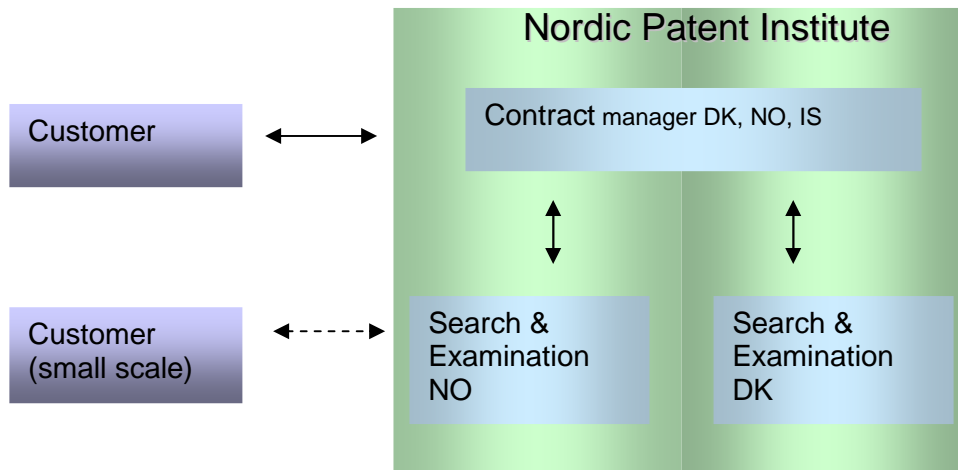 Nordic Patent Institute
Customer
Contract manager DK, NO, IS
Customer
(small scale)
Search &
Examination
NO
Search &
Examination
DK